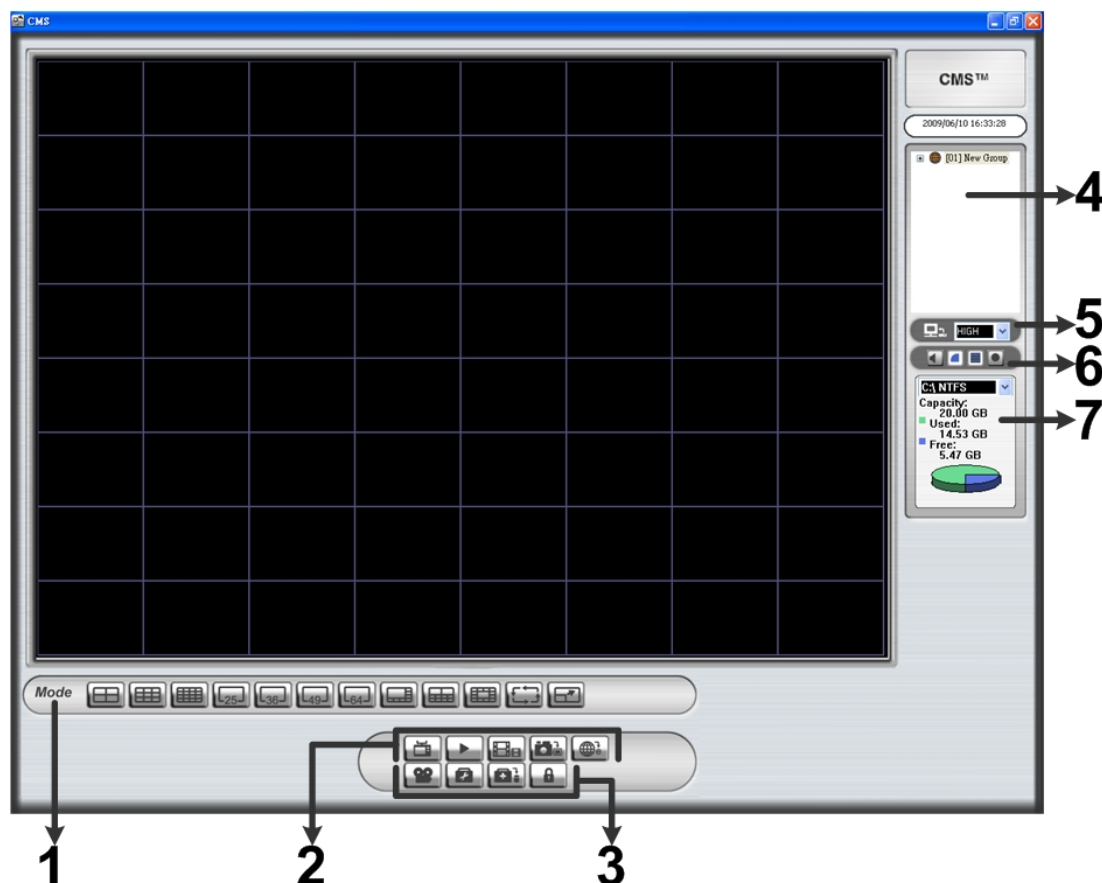 CMS
CMS™
2009/06/10 16:33:28
[01] New Group
4
HIGH
5
6
C:\ NTFS
Capacity:
20.00 GB
Used:
14.53 GB
Free:
5.47 GB
7
Mode
25
36
49
64
1
2
3